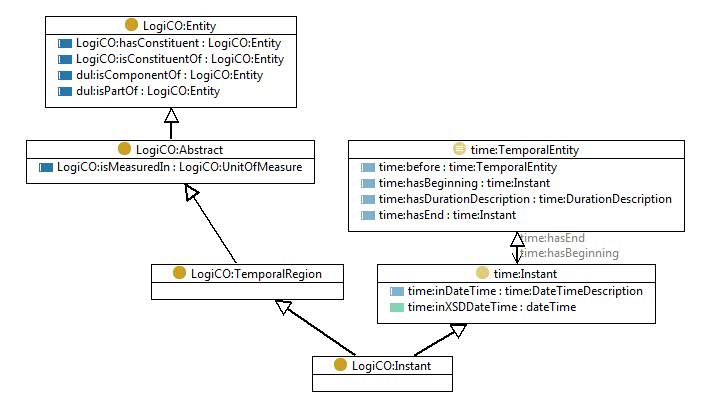 LogiCO:Entity
LogiCO:hasConstituent : LogiCO:Entity
LogiCO:isConstituentOf : LogiCO:Entity
dul:isComponentOf : LogiCO:Entity
dul:isPartOf : LogiCO:Entity
LogiCO:Abstract
LogiCO:isMeasuredIn : LogiCO:UnitOfMeasure
time:TemporalEntity
time:before : time:TemporalEntity
time:hasBeginning : time:Instant
time:hasDurationDescription : time:DurationDescription
time:hasEnd : time:Instant
time:hasEnd
time:hasBeginning
LogiCO:TemporalRegion
time:Instant
time:inDateTime : time:DateTimeDescription
time:inXSDDateTime : dateTime
LogiCO:Instant